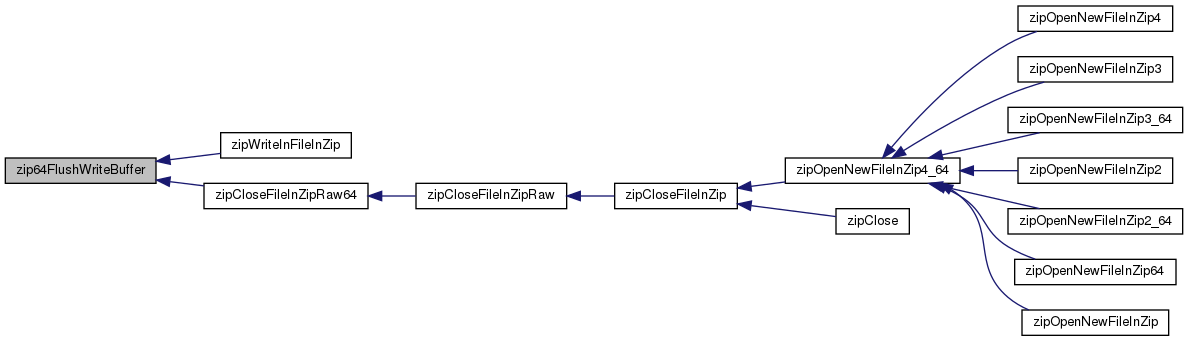 zipOpenNewFileInZip4
zipOpenNewFileInZip3
zipOpenNewFileInZip3_64
zipWriteInFileInZip
zip64FlushWriteBuffer
zipOpenNewFileInZip4_64
zipOpenNewFileInZip2
zipCloseFileInZipRaw64
zipCloseFileInZipRaw
zipCloseFileInZip
zipClose
zipOpenNewFileInZip2_64
zipOpenNewFileInZip64
zipOpenNewFileInZip